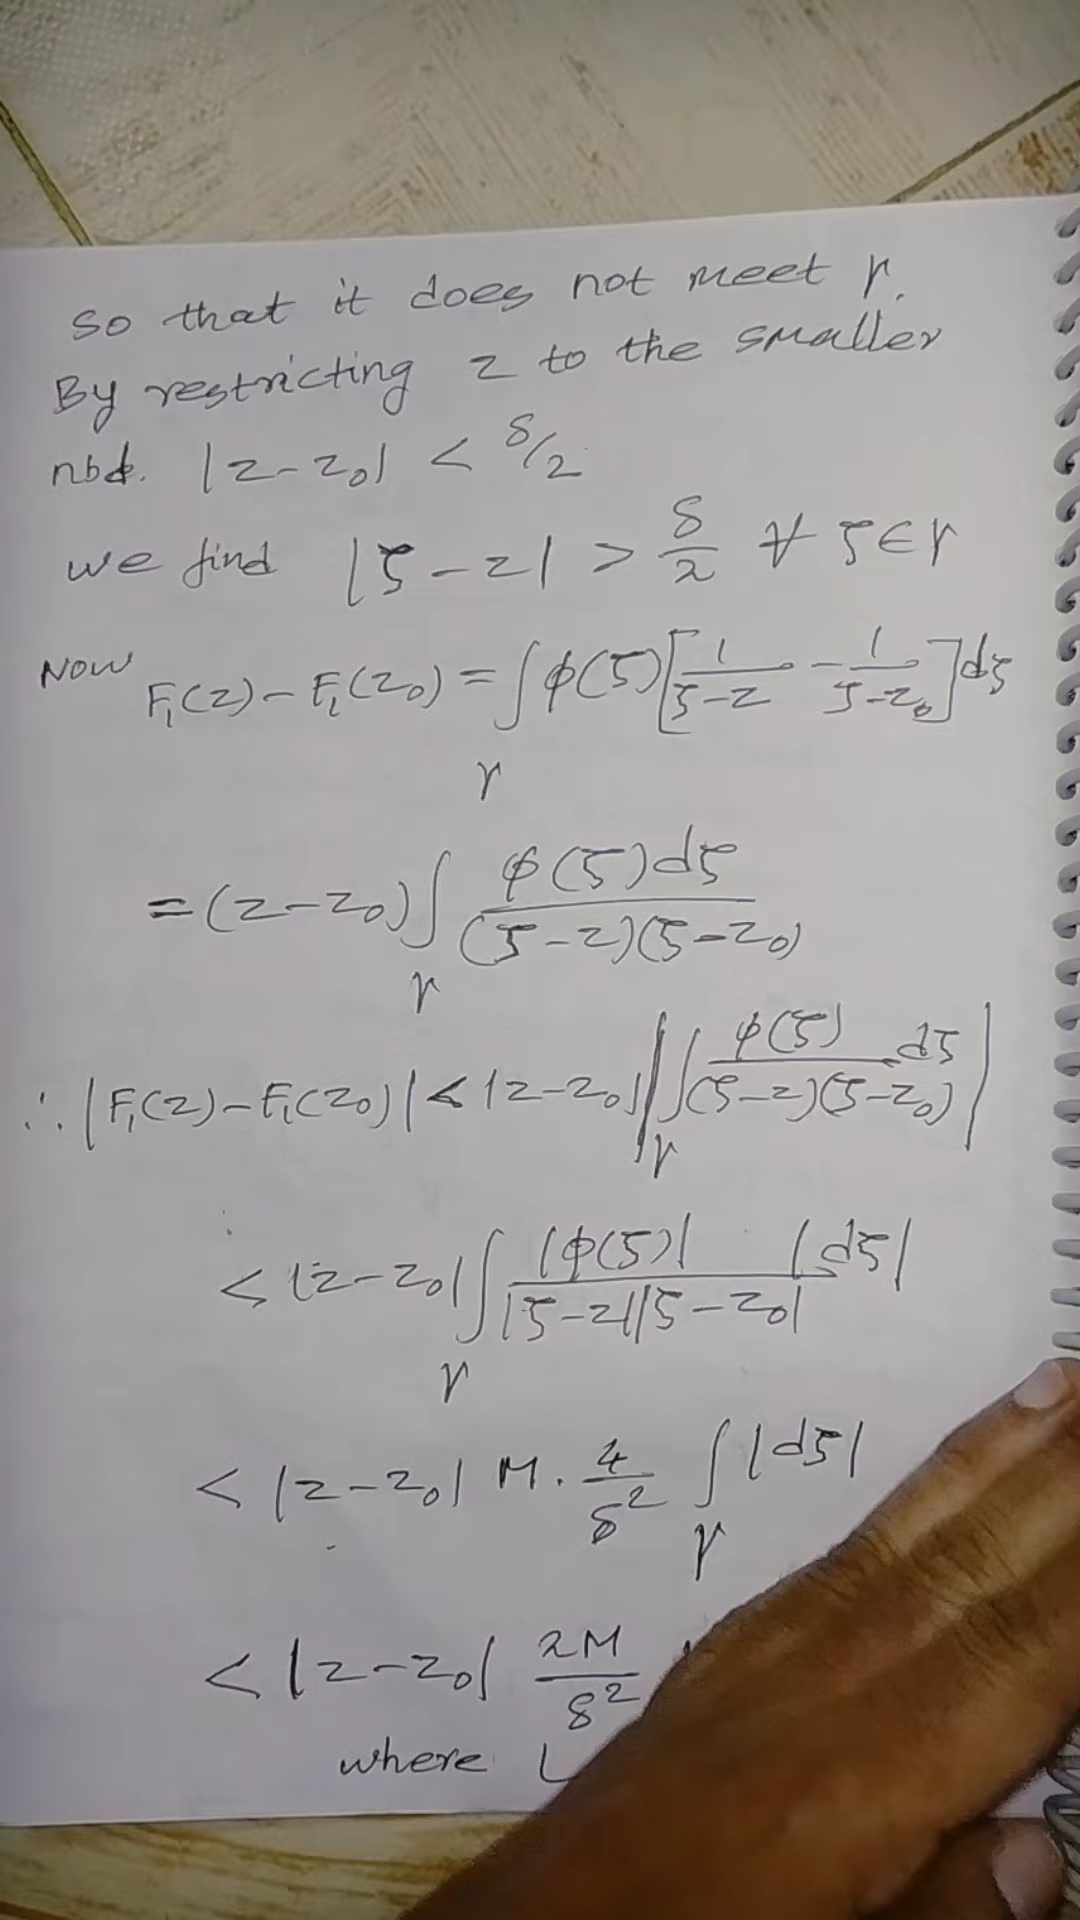 so that it does not meet γ.
By restricting z to the smaller
nbd. |z-z₀| < δ/2
we find |ζ-z| > δ/2 ∀ ζ∈γ
Now F₁(z)-F₁(z₀) = ∫γ φ(ζ)[1/(ζ-z) - 1/(ζ-z₀)]dζ
= (z-z₀)∫γ φ(ζ)dζ/((ζ-z)(ζ-z₀))
∴ |F₁(z)-F₁(z₀)| < |z-z₀| |∫γ φ(ζ)/((ζ-z)(ζ-z₀)) dζ|
< |z-z₀| ∫γ |φ(ζ)|/(|ζ-z||ζ-z₀|) |dζ|
< |z-z₀| M. 4/δ² ∫γ |dζ|
< |z-z₀| 2M/δ²
where L